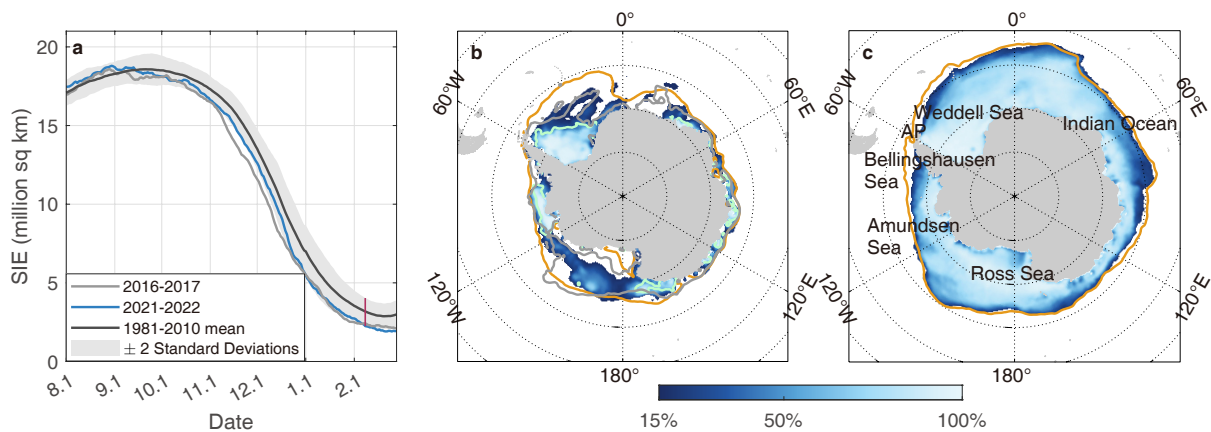 a
20
15
10
5
0
SIE (million sq km)
2016-2017
2021-2022
1981-2010 mean
± 2 Standard Deviations
8.1
9.1
10.1
11.1
12.1
1.1
2.1
Date
b
0°
60°W
60°E
120°W
120°E
180°
c
0°
60°W
60°E
Weddell Sea
AP
Indian Ocean
Bellingshausen
Sea
Amundsen
Sea
Ross Sea
120°W
120°E
180°
15%
50%
100%